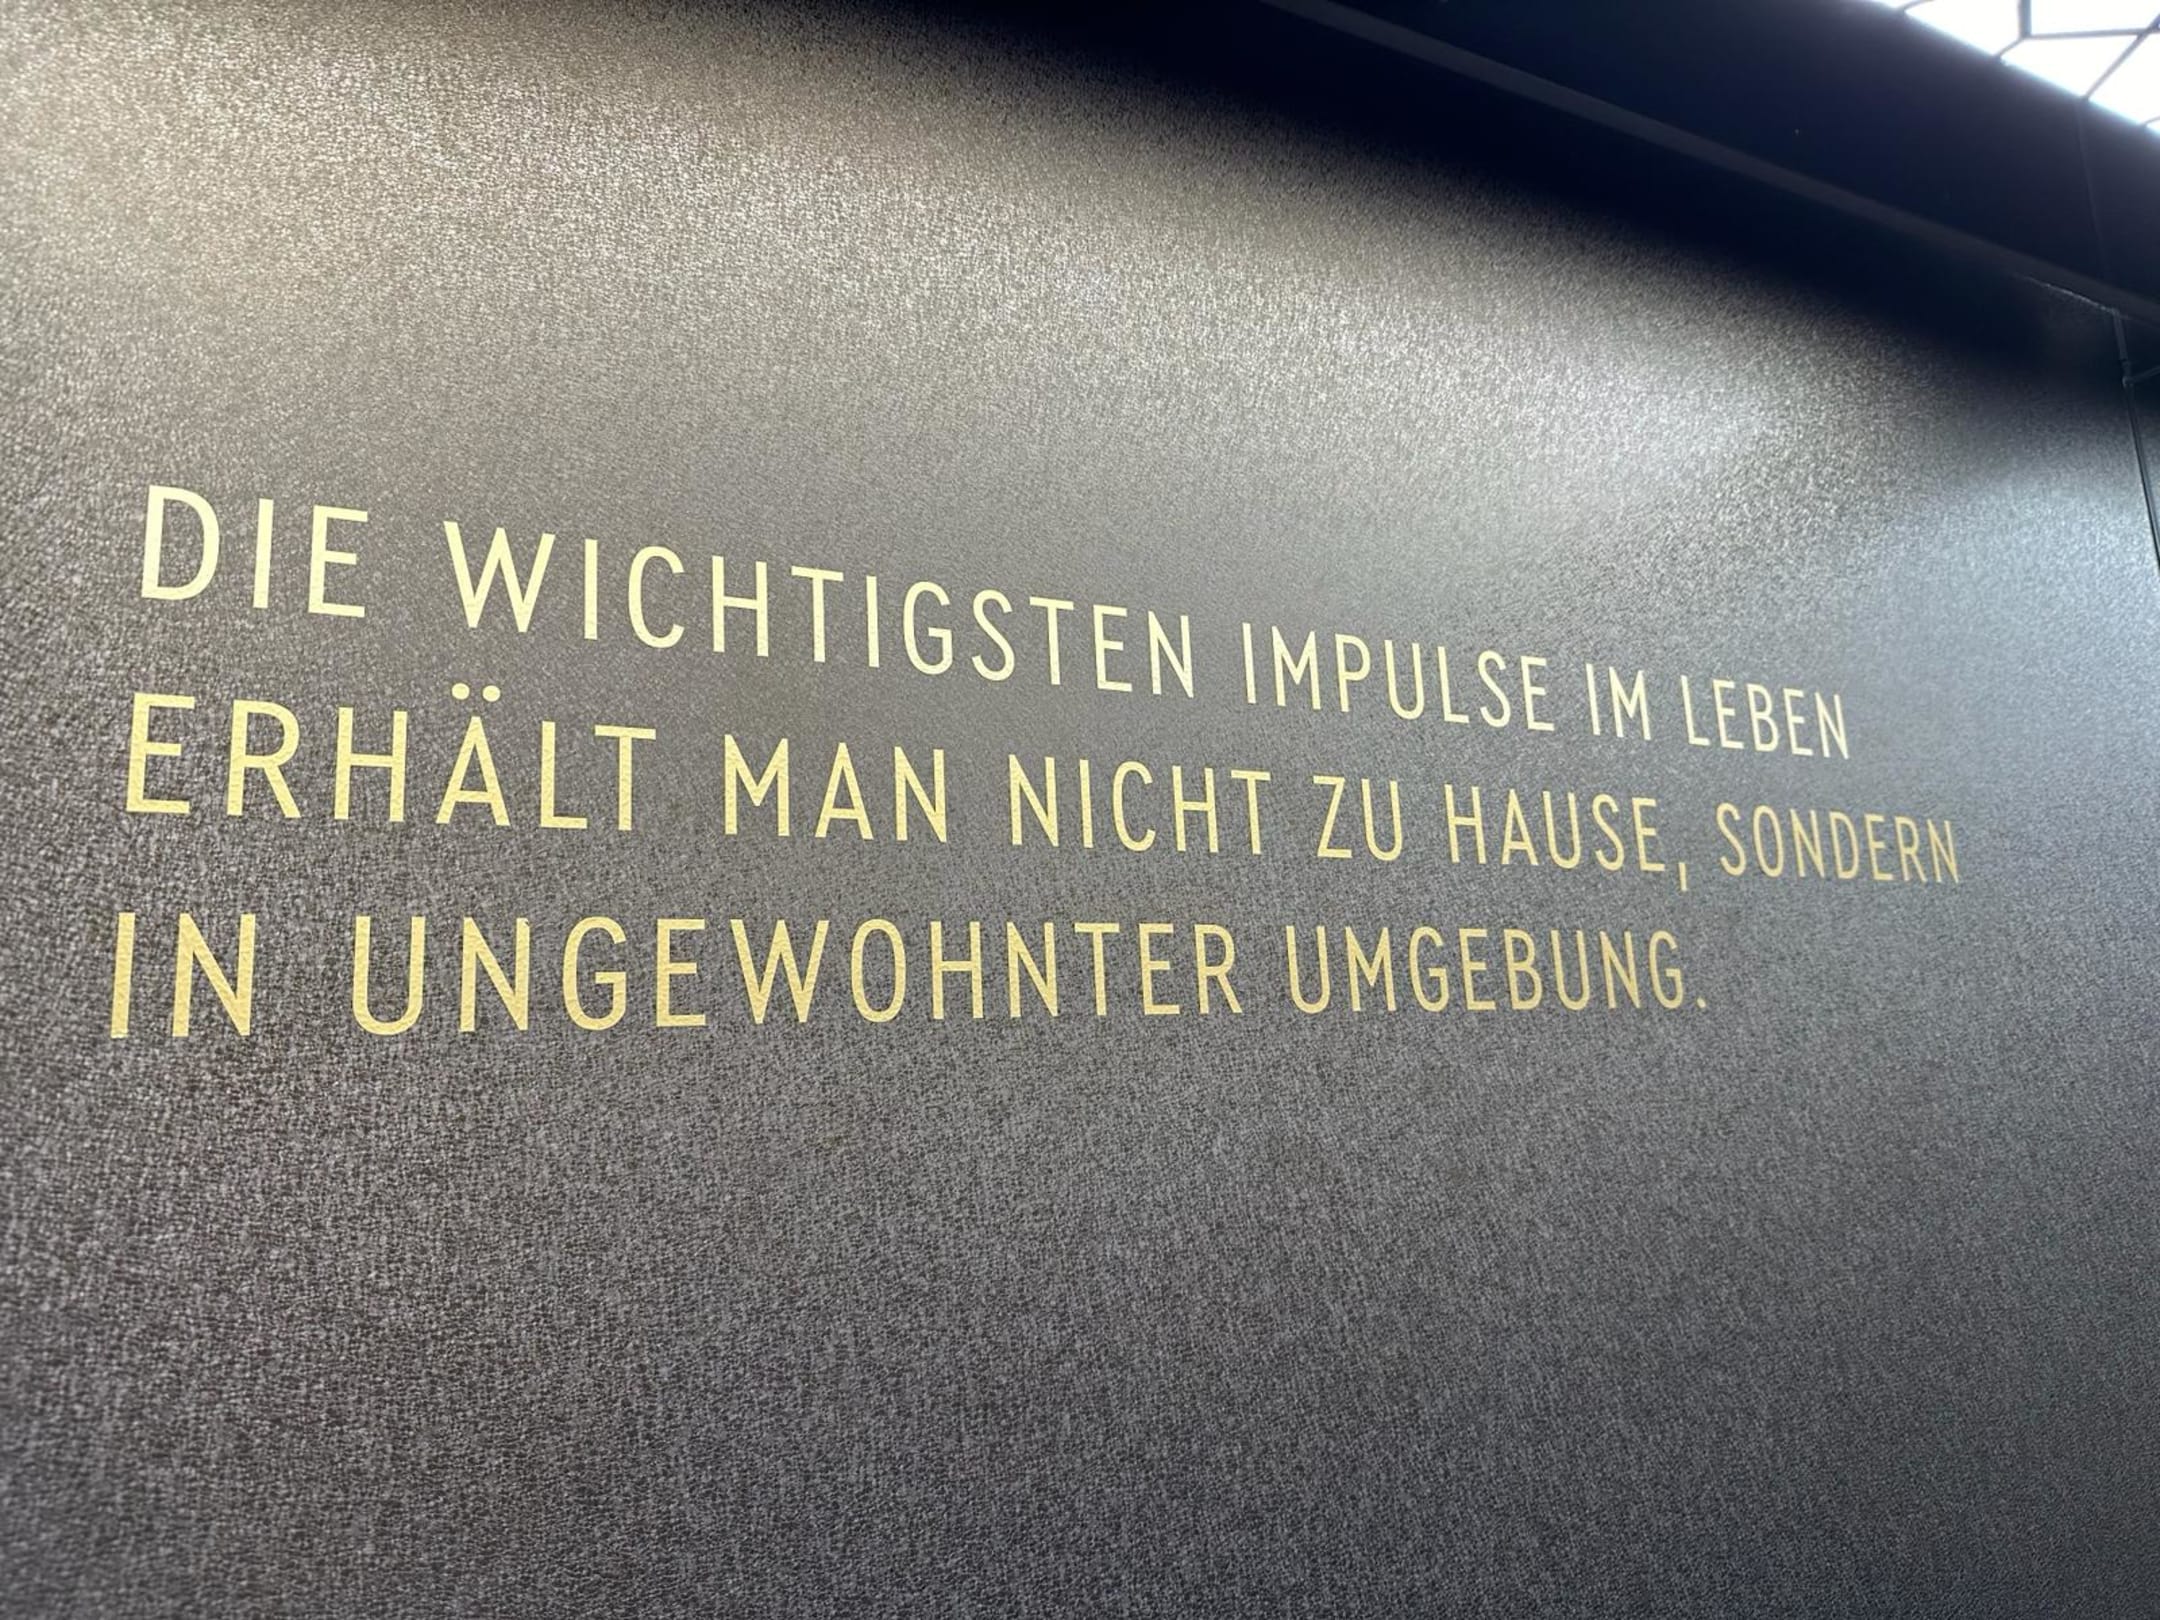 DIE WICHTIGSTEN IMPULSE IM LEBEN
ERHÄLT MAN NICHT ZU HAUSE, SONDERN
IN UNGEWOHNTER UMGEBUNG.